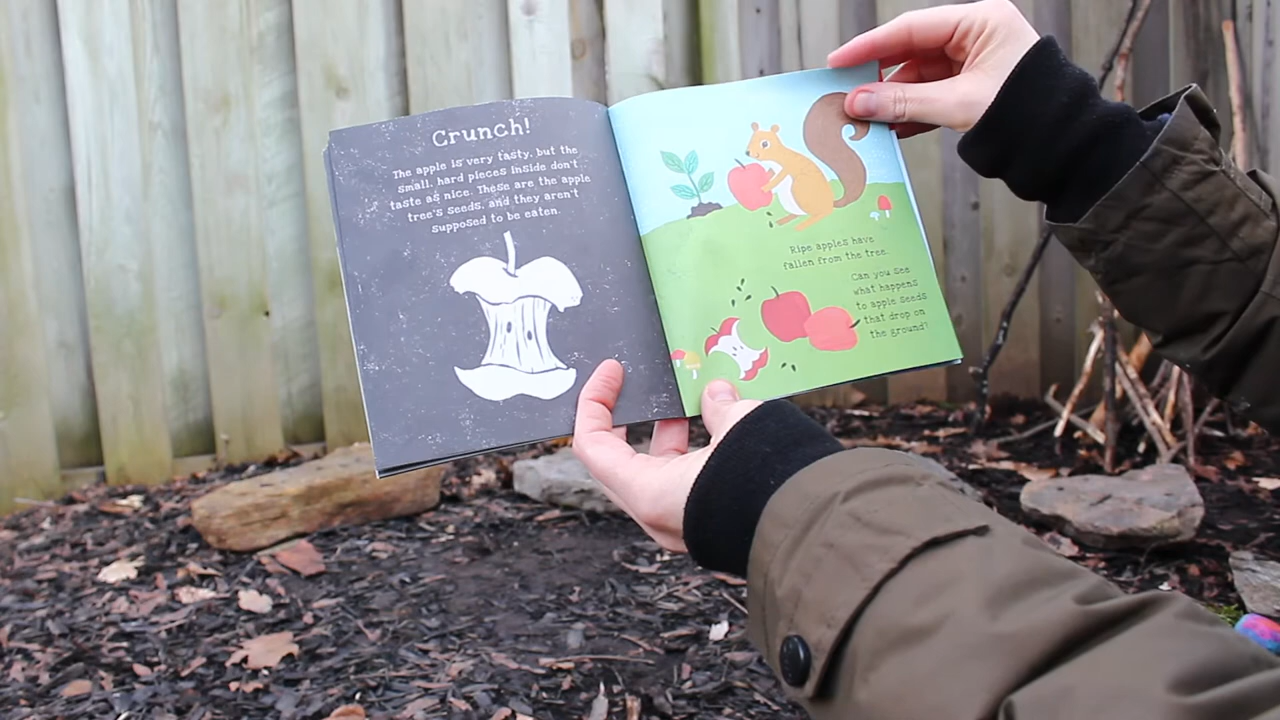 Crunch!
The apple is very tasty, but the
small, hard pieces inside don't
taste as nice. These are the apple
tree's seeds, and they aren't
supposed to be eaten.
Ripe apples have
fallen from the tree.
Can you see
what happens
to apple seeds
that drop on
the ground?